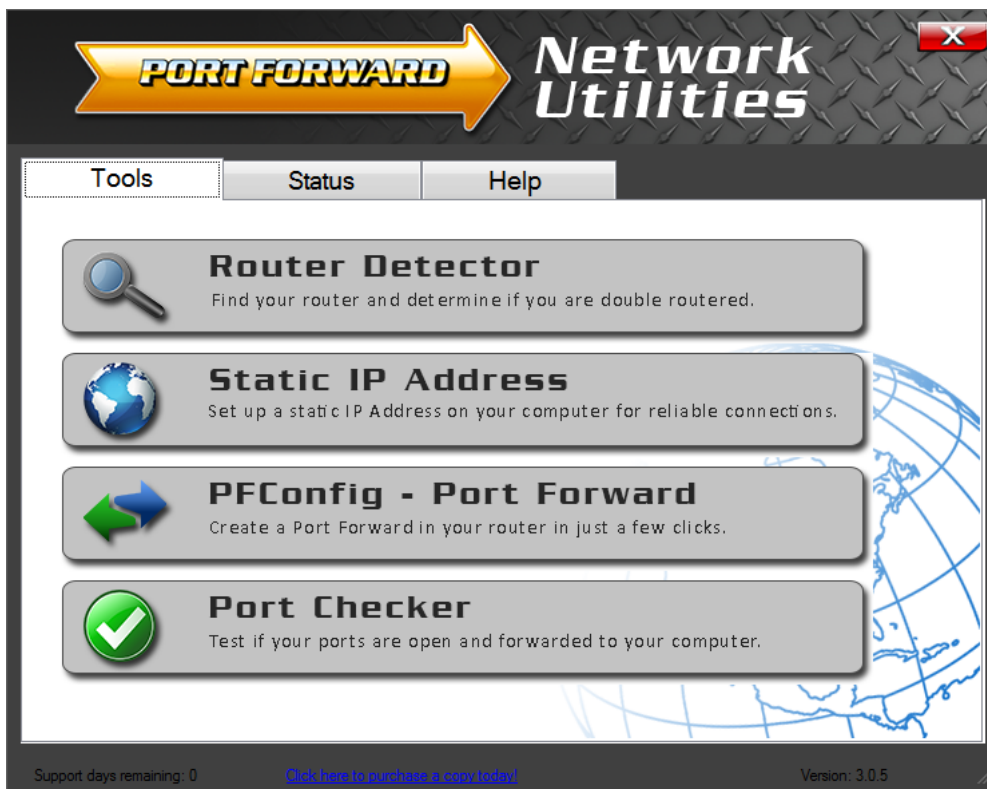 PORT FORWARD
Network
Utilities
X
Tools
Status
Help
Router Detector
Find your router and determine if you are double routered.
Static IP Address
Set up a static IP Address on your computer for reliable connections.
PFConfig - Port Forward
Create a Port Forward in your router in just a few clicks.
Port Checker
Test if your ports are open and forwarded to your computer.
Support days remaining: 0
Click here to purchase a copy today!
Version: 3.0.5